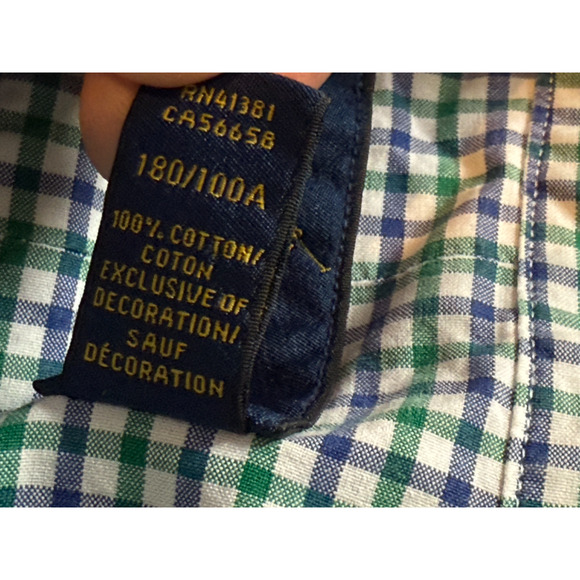 RN41381
CA56658
180/100A
100% COTTON/
COTON
EXCLUSIVE OF
DECORATION/
SAUF
DÉCORATION